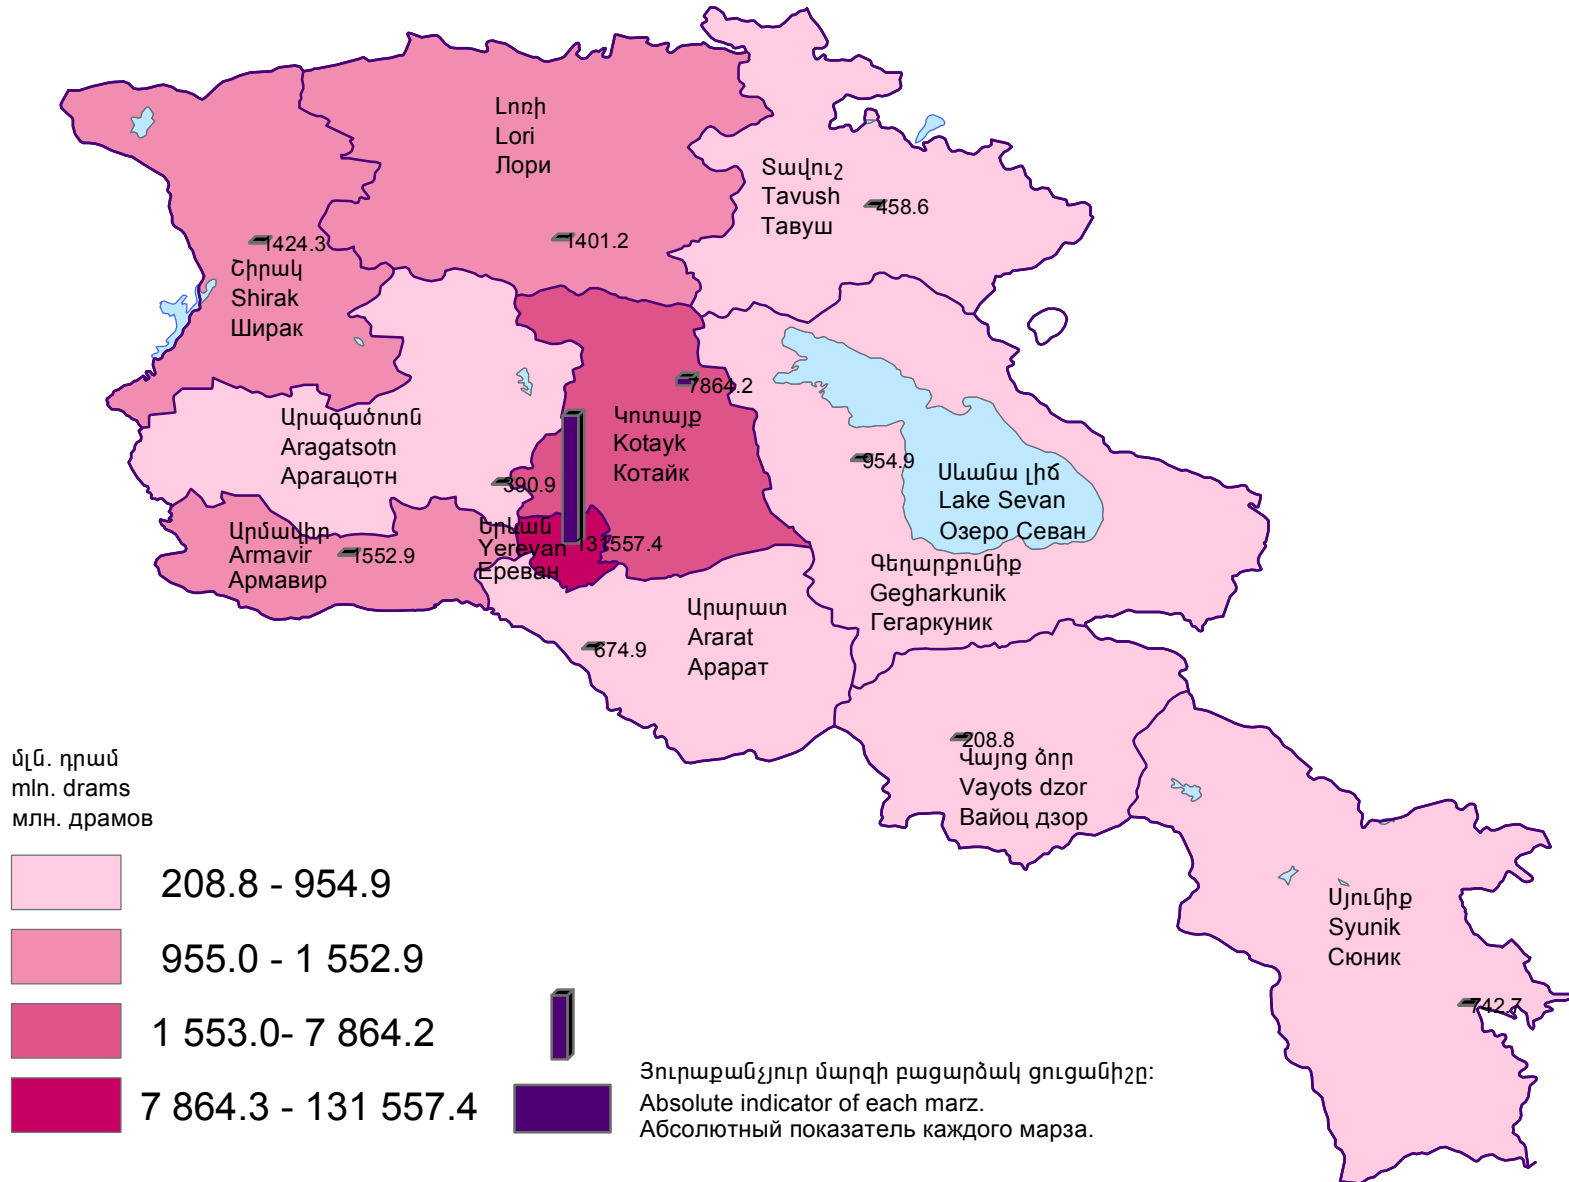 Լոռի
Lori
Лори
1401.2
Տավուշ
Tavush
Тавуш
458.6
1424.3
Շիրակ
Shirak
Ширак
7864.2
Կոտայք
Kotayk
Котайк
Արագածոտն
Aragatsotn
Арагацотн
390.9
954.9
Սևանա լիճ
Lake Sevan
Озеро Севан
Արմավիր
Armavir
Армавир
1552.9
Երևան
Yerevan
Ереван
131557.4
Գեղարքունիք
Gegharkunik
Гегаркуник
Արարատ
Ararat
Арарат
674.9
208.8
Վայոց ձոր
Vayots dzor
Вайоц дзор
Սյունիք
Syunik
Сюник
742.7
մլն. դրամ
mln. drams
млн. драмов
208.8 - 954.9
955.0 - 1 552.9
1 553.0- 7 864.2
7 864.3 - 131 557.4
Յուրաքանչյուր մարզի բացարձակ ցուցանիշը:
Absolute indicator of each marz.
Абсолютный показатель каждого марза.